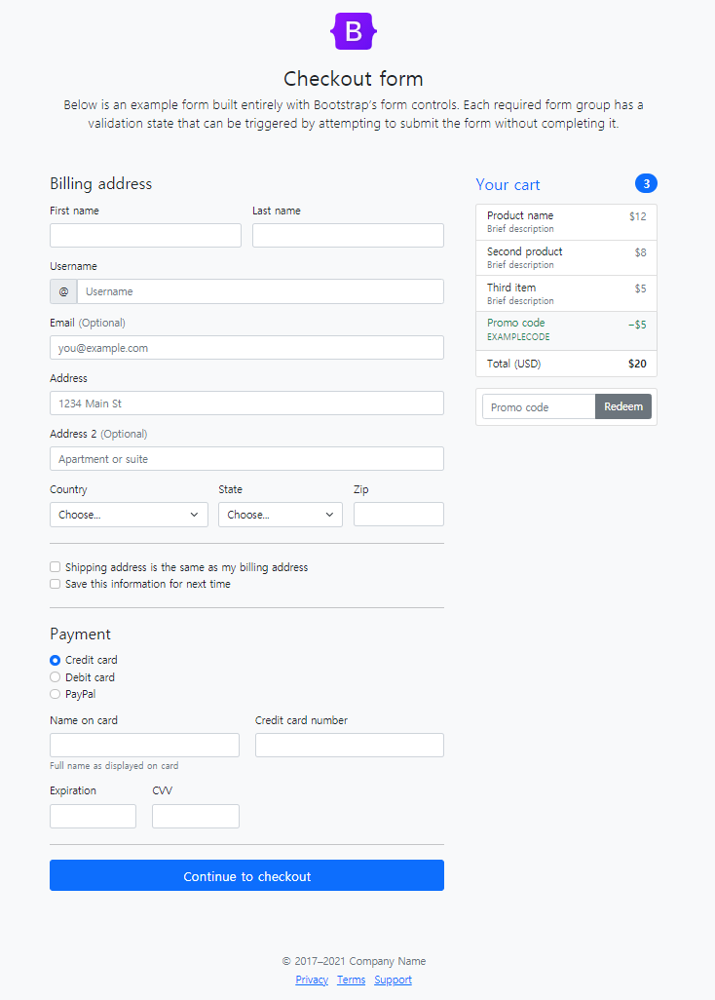 B
Checkout form
Below is an example form built entirely with Bootstrap's form controls. Each required form group has a
validation state that can be triggered by attempting to submit the form without completing it.
Billing address
First name Last name
Username
@ Username
Email (Optional)
you@example.com
Address
1234 Main St
Address 2 (Optional)
Apartment or suite
Country State Zip
Choose... Choose...
Shipping address is the same as my billing address
Save this information for next time
Payment
Credit card
Debit card
PayPal
Name on card Credit card number
Full name as displayed on card
Expiration CVV
Continue to checkout
Your cart 3
Product name $12
Brief description
Second product $8
Brief description
Third item $5
Brief description
Promo code −$5
EXAMPLECODE
Total (USD) $20
Promo code Redeem
© 2017–2021 Company Name
Privacy Terms Support